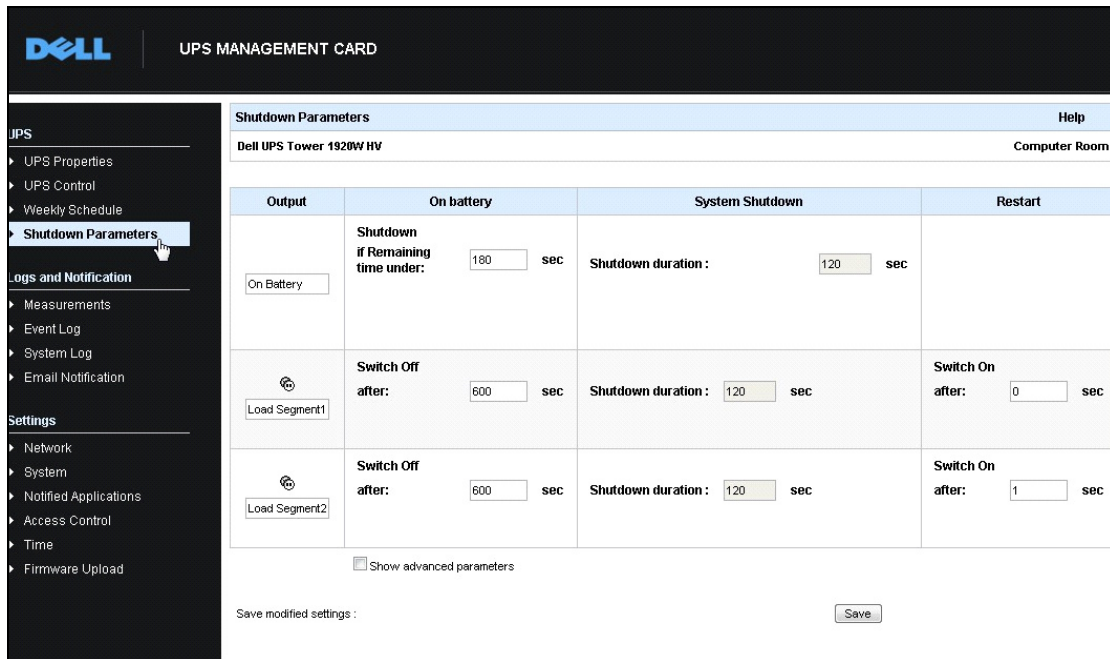 DELL
UPS MANAGEMENT CARD
UPS
UPS Properties
UPS Control
Weekly Schedule
Shutdown Parameters
Logs and Notification
Measurements
Event Log
System Log
Email Notification
Settings
Network
System
Notified Applications
Access Control
Time
Firmware Upload
Shutdown Parameters Help
Dell UPS Tower 1920W HV Computer Room
Output On battery System Shutdown Restart
On Battery
Shutdown
if Remaining
time under: 180 sec
Shutdown duration : 120 sec
Load Segment1
Switch Off
after: 600 sec
Shutdown duration : 120 sec
Switch On
after: 0 sec
Load Segment2
Switch Off
after: 600 sec
Shutdown duration : 120 sec
Switch On
after: 1 sec
Show advanced parameters
Save modified settings : Save